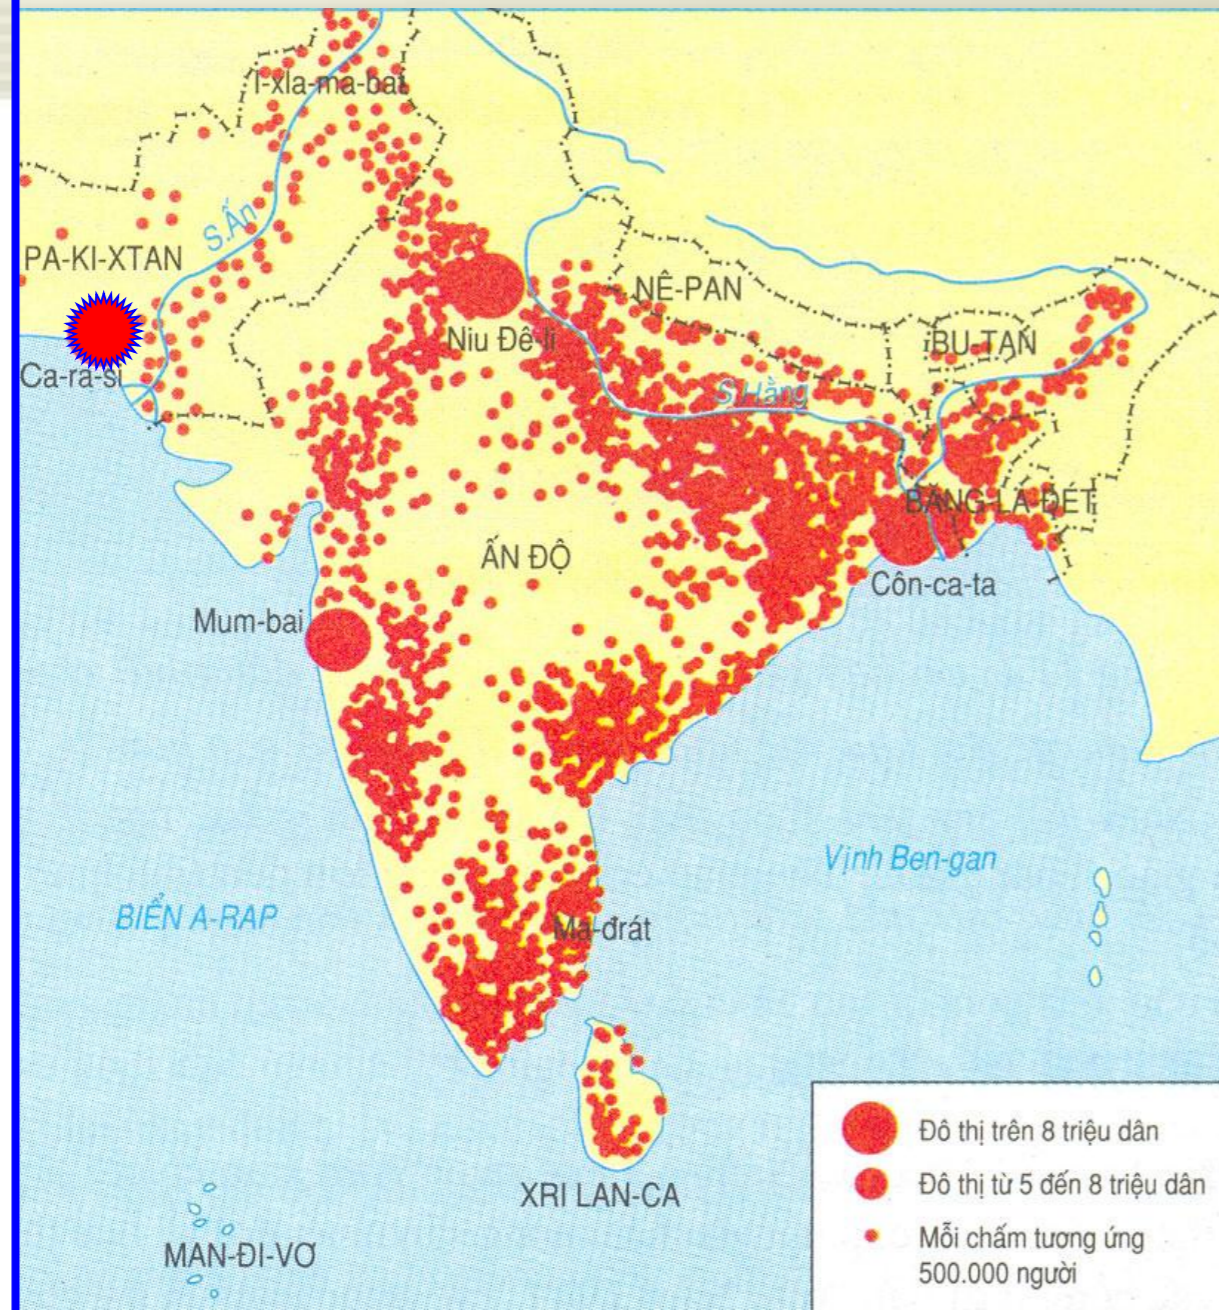 I-xla-ma-bat
S.Ấn
PA-KI-XTAN
NÊ-PAN
Niu Đê-li
BU-TAN
Ca-ra-si
S.Hằng
BĂNG-LA-ĐÉT
ẤN ĐỘ
Côn-ca-ta
Mum-bai
Vịnh Ben-gan
BIỂN A-RAP
Ma-đrát
Đô thị trên 8 triệu dân
Đô thị từ 5 đến 8 triệu dân
XRI LAN-CA
Mỗi chấm tương ứng
500.000 người
MAN-ĐI-VƠ